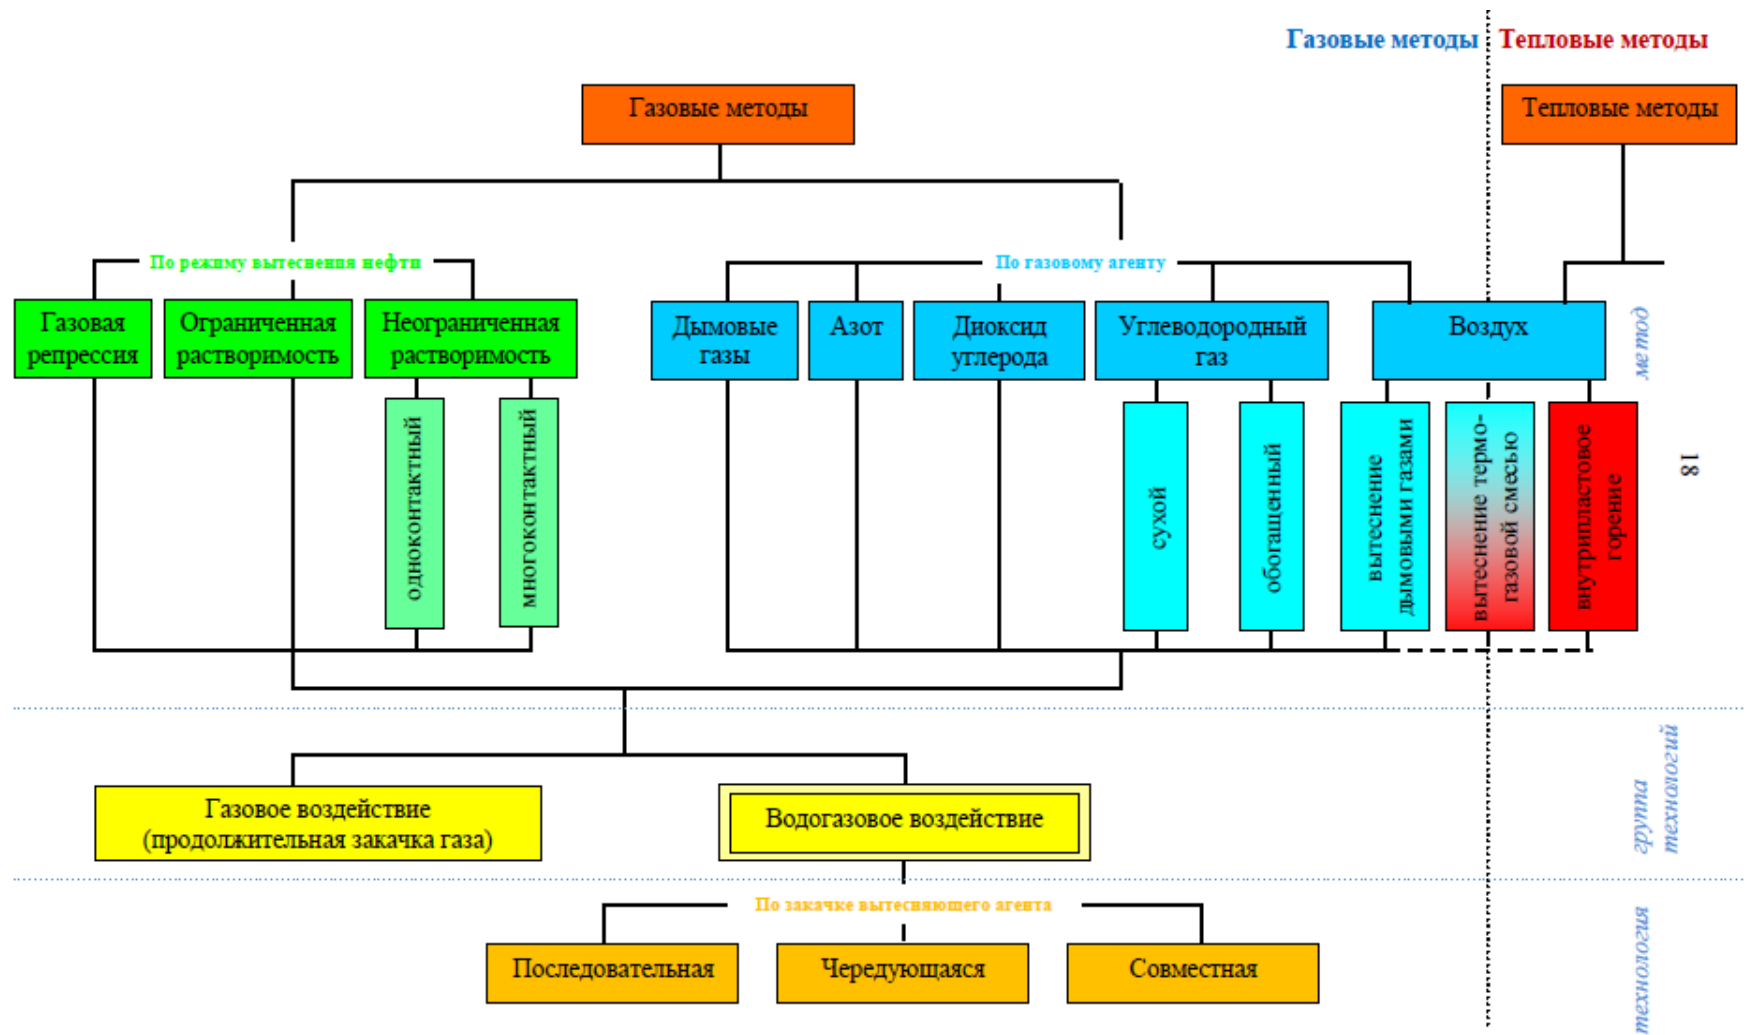 Газовые методы
Тепловые методы
Газовые методы
Тепловые методы
По режиму вытеснения нефти
По газовому агенту
Газовая
репрессия
Ограниченная
растворимость
Неограниченная
растворимость
Дымовые
газы
Азот
Диоксид
углерода
Углеводородный
газ
Воздух
метод
одноконтактный
многоконтактный
сухой
обогащенный
вытеснение
дымовыми газами
вытеснение термо-
газовой смесью
внутрипластовое
горение
18
Газовое воздействие
(продолжительная закачка газа)
Водогазовое воздействие
группа
технологий
По закачке вытесняющего агента
Последовательная
Чередующаяся
Совместная
технология